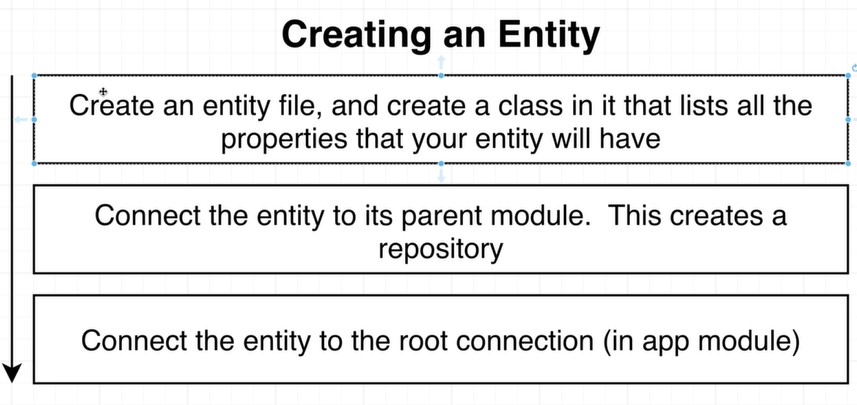 Creating an Entity
Create an entity file, and create a class in it that lists all the
properties that your entity will have
Connect the entity to its parent module.  This creates a
repository
Connect the entity to the root connection (in app module)